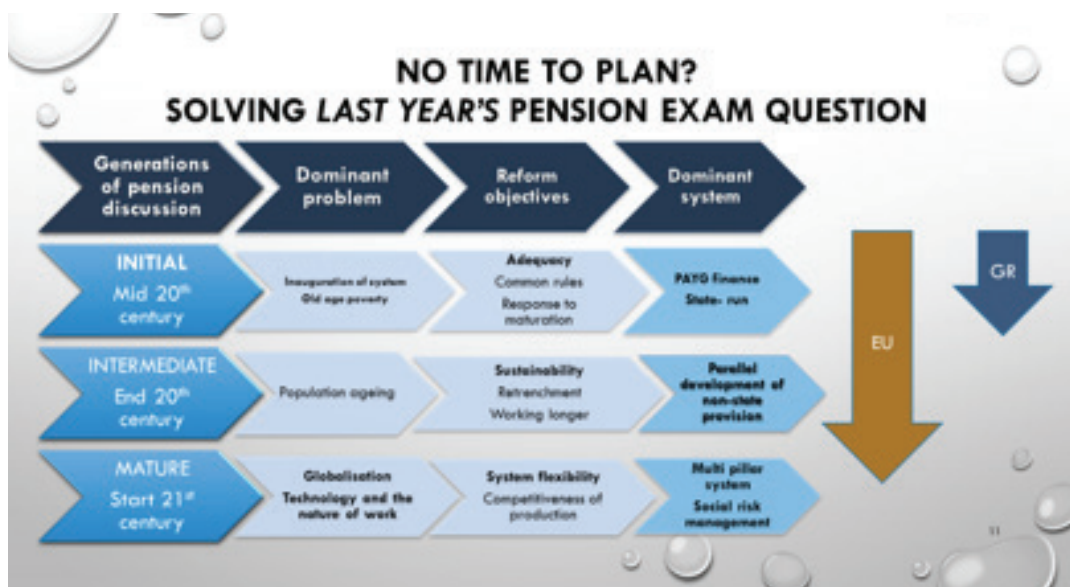 NO TIME TO PLAN?
SOLVING LAST YEAR'S PENSION EXAM QUESTION
Generations
of pension
discussion
Dominant
problem
Reform
objectives
Dominant
system
INITIAL
Mid 20th
century
Inauguration of system
Old age poverty
Adequacy
Common rules
Response to
maturation
PAYG finance
State- run
INTERMEDIATE
End 20th
century
Population ageing
Sustainability
Retrenchment
Working longer
Parallel
development of
non-state
provision
MATURE
Start 21st
century
Globalisation
Technology and the
nature of work
System flexibility
Competitiveness of
production
Multi pillar
system
Social risk
management
EU
GR
11